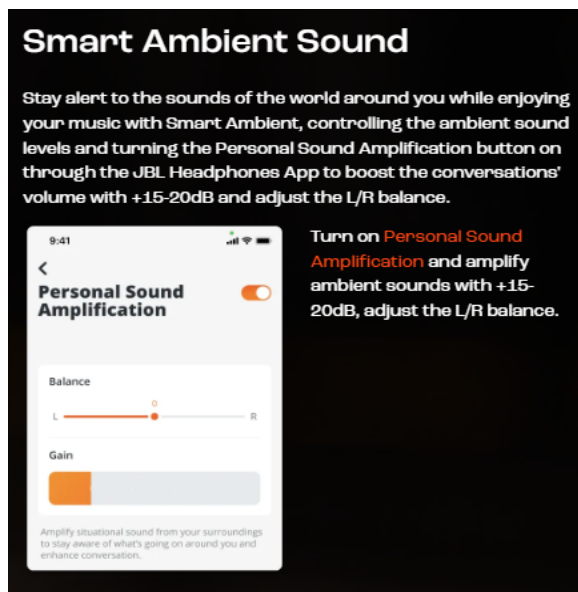 Smart Ambient Sound
Stay alert to the sounds of the world around you while enjoying
your music with Smart Ambient, controlling the ambient sound
levels and turning the Personal Sound Amplification button on
through the JBL Headphones App to boost the conversations'
volume with +15-20dB and adjust the L/R balance.
9:41
Personal Sound
Amplification
Balance
0
L R
Gain
Amplify situational sound from your surroundings
to stay aware of what's going on around you and
enhance conversation.
Turn on Personal Sound
Amplification and amplify
ambient sounds with +15-
20dB, adjust the L/R balance.